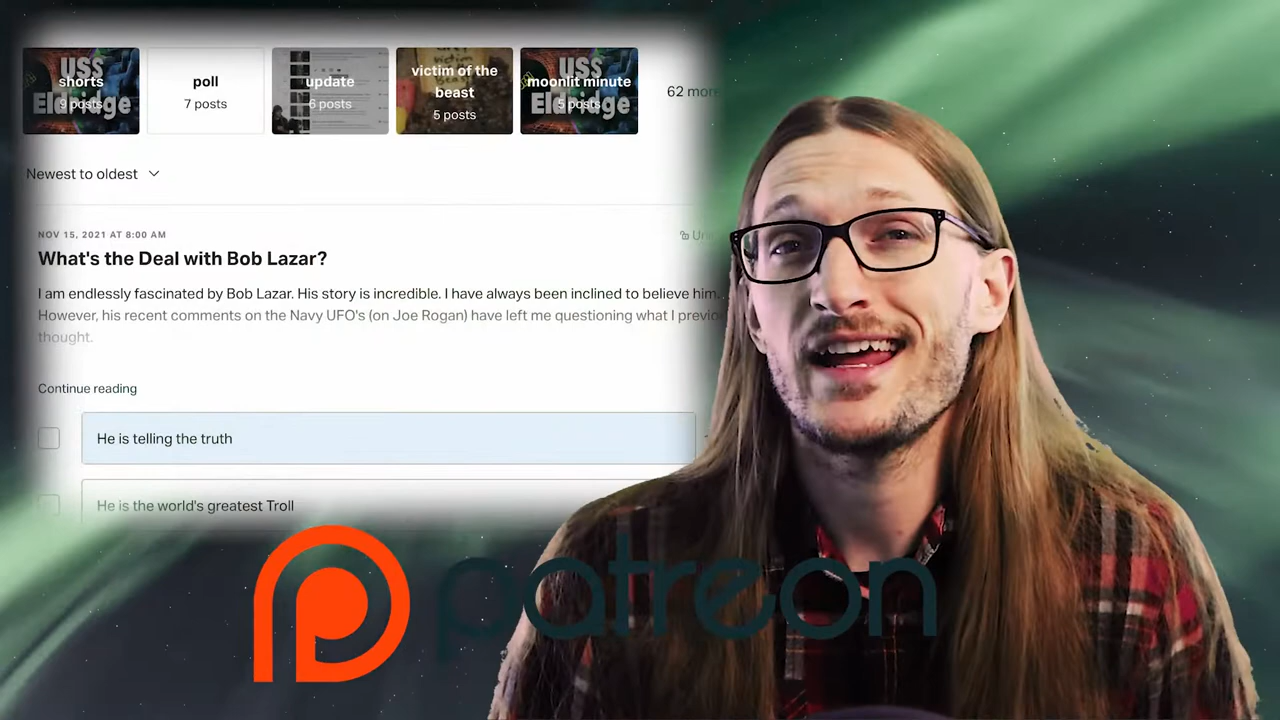 shorts
9 posts
USS
Eldridge
poll
7 posts
update
6 posts
victim of the
beast
5 posts
moonlit minute
5 posts
USS
Eldridge
62 more
Newest to oldest
NOV 15, 2021 AT 8:00 AM
What's the Deal with Bob Lazar?
I am endlessly fascinated by Bob Lazar. His story is incredible. I have always been inclined to believe him.
However, his recent comments on the Navy UFO's (on Joe Rogan) have left me questioning what I
thought.
Continue reading
He is telling the truth
He is the world's greatest Troll
patreon